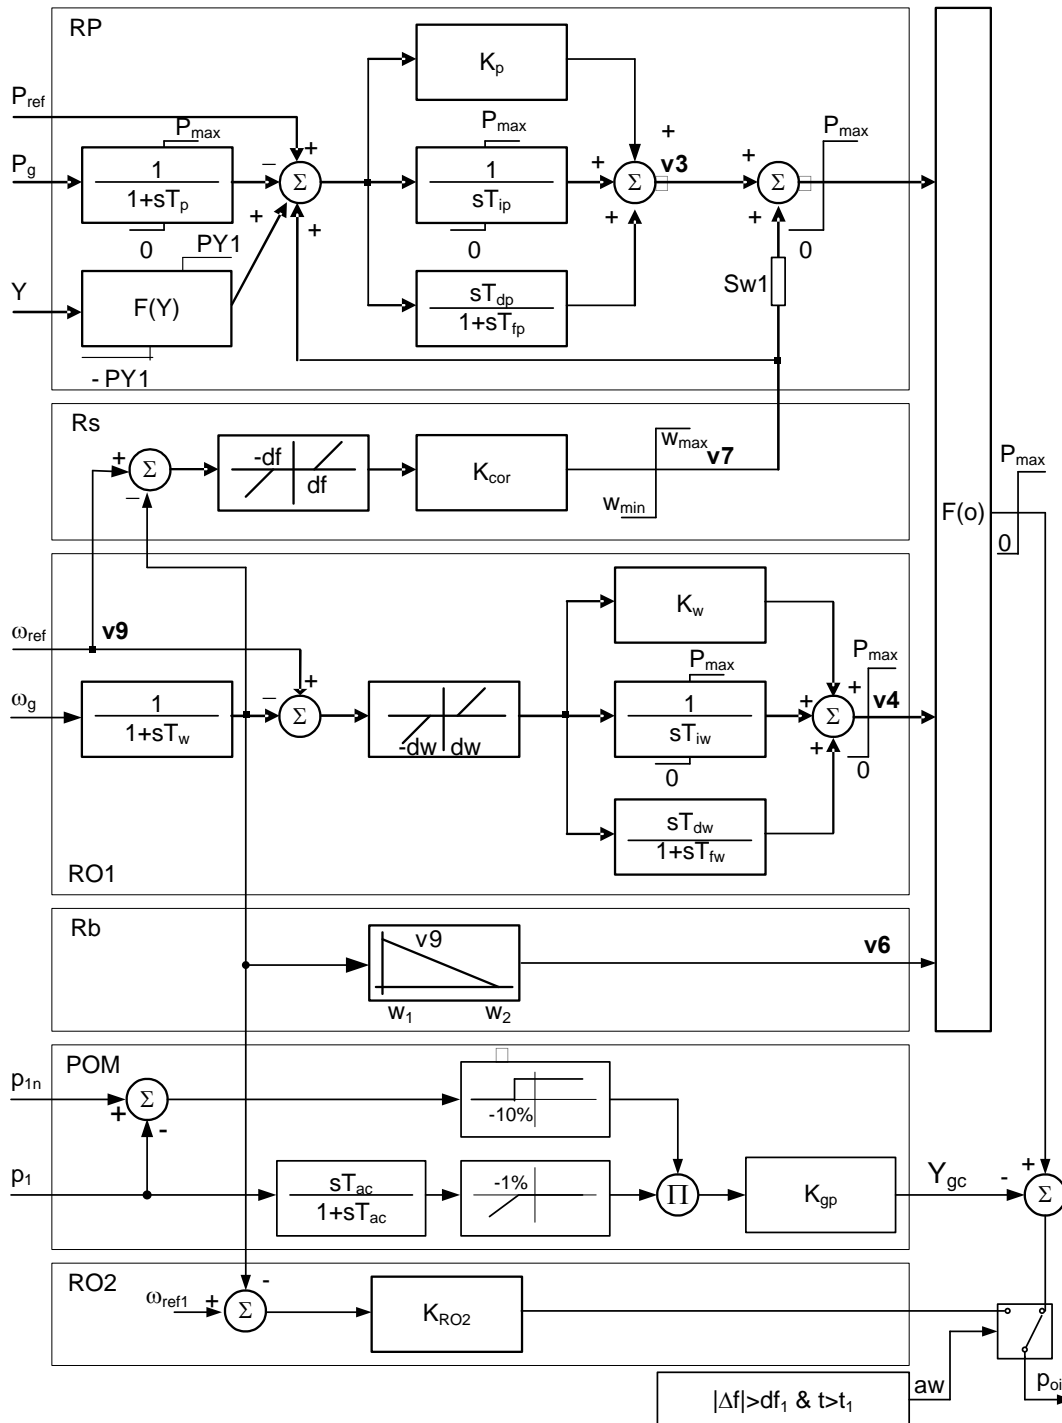 RP
K_p
P_ref
P_max
P_g
1
1+sT_p
0
–
+
Σ
+
+
P_max
1
sT_ip
0
+
+
+
Σ
v3
+
+
Σ
P_max
0
PY1
Y
F(Y)
- PY1
sT_dp
1+sT_fp
Sw1
Rs
+
–
Σ
-df
df
K_cor
w_max
v7
w_min
P_max
F(o)
0
ω_ref
v9
K_w
ω_g
1
1+sT_w
–
+
Σ
-dw
dw
P_max
1
sT_iw
0
+
+
+
Σ
P_max
v4
0
sT_dw
1+sT_fw
RO1
Rb
v9
w_1
w_2
v6
POM
p_1n
+
-
Σ
-10%
p_1
sT_ac
1+sT_ac
-1%
Π
K_gp
Y_gc
-
+
Σ
RO2
ω_ref1
+
-
Σ
K_RO2
|Δf|>df_1 & t>t_1
aw
p_oi